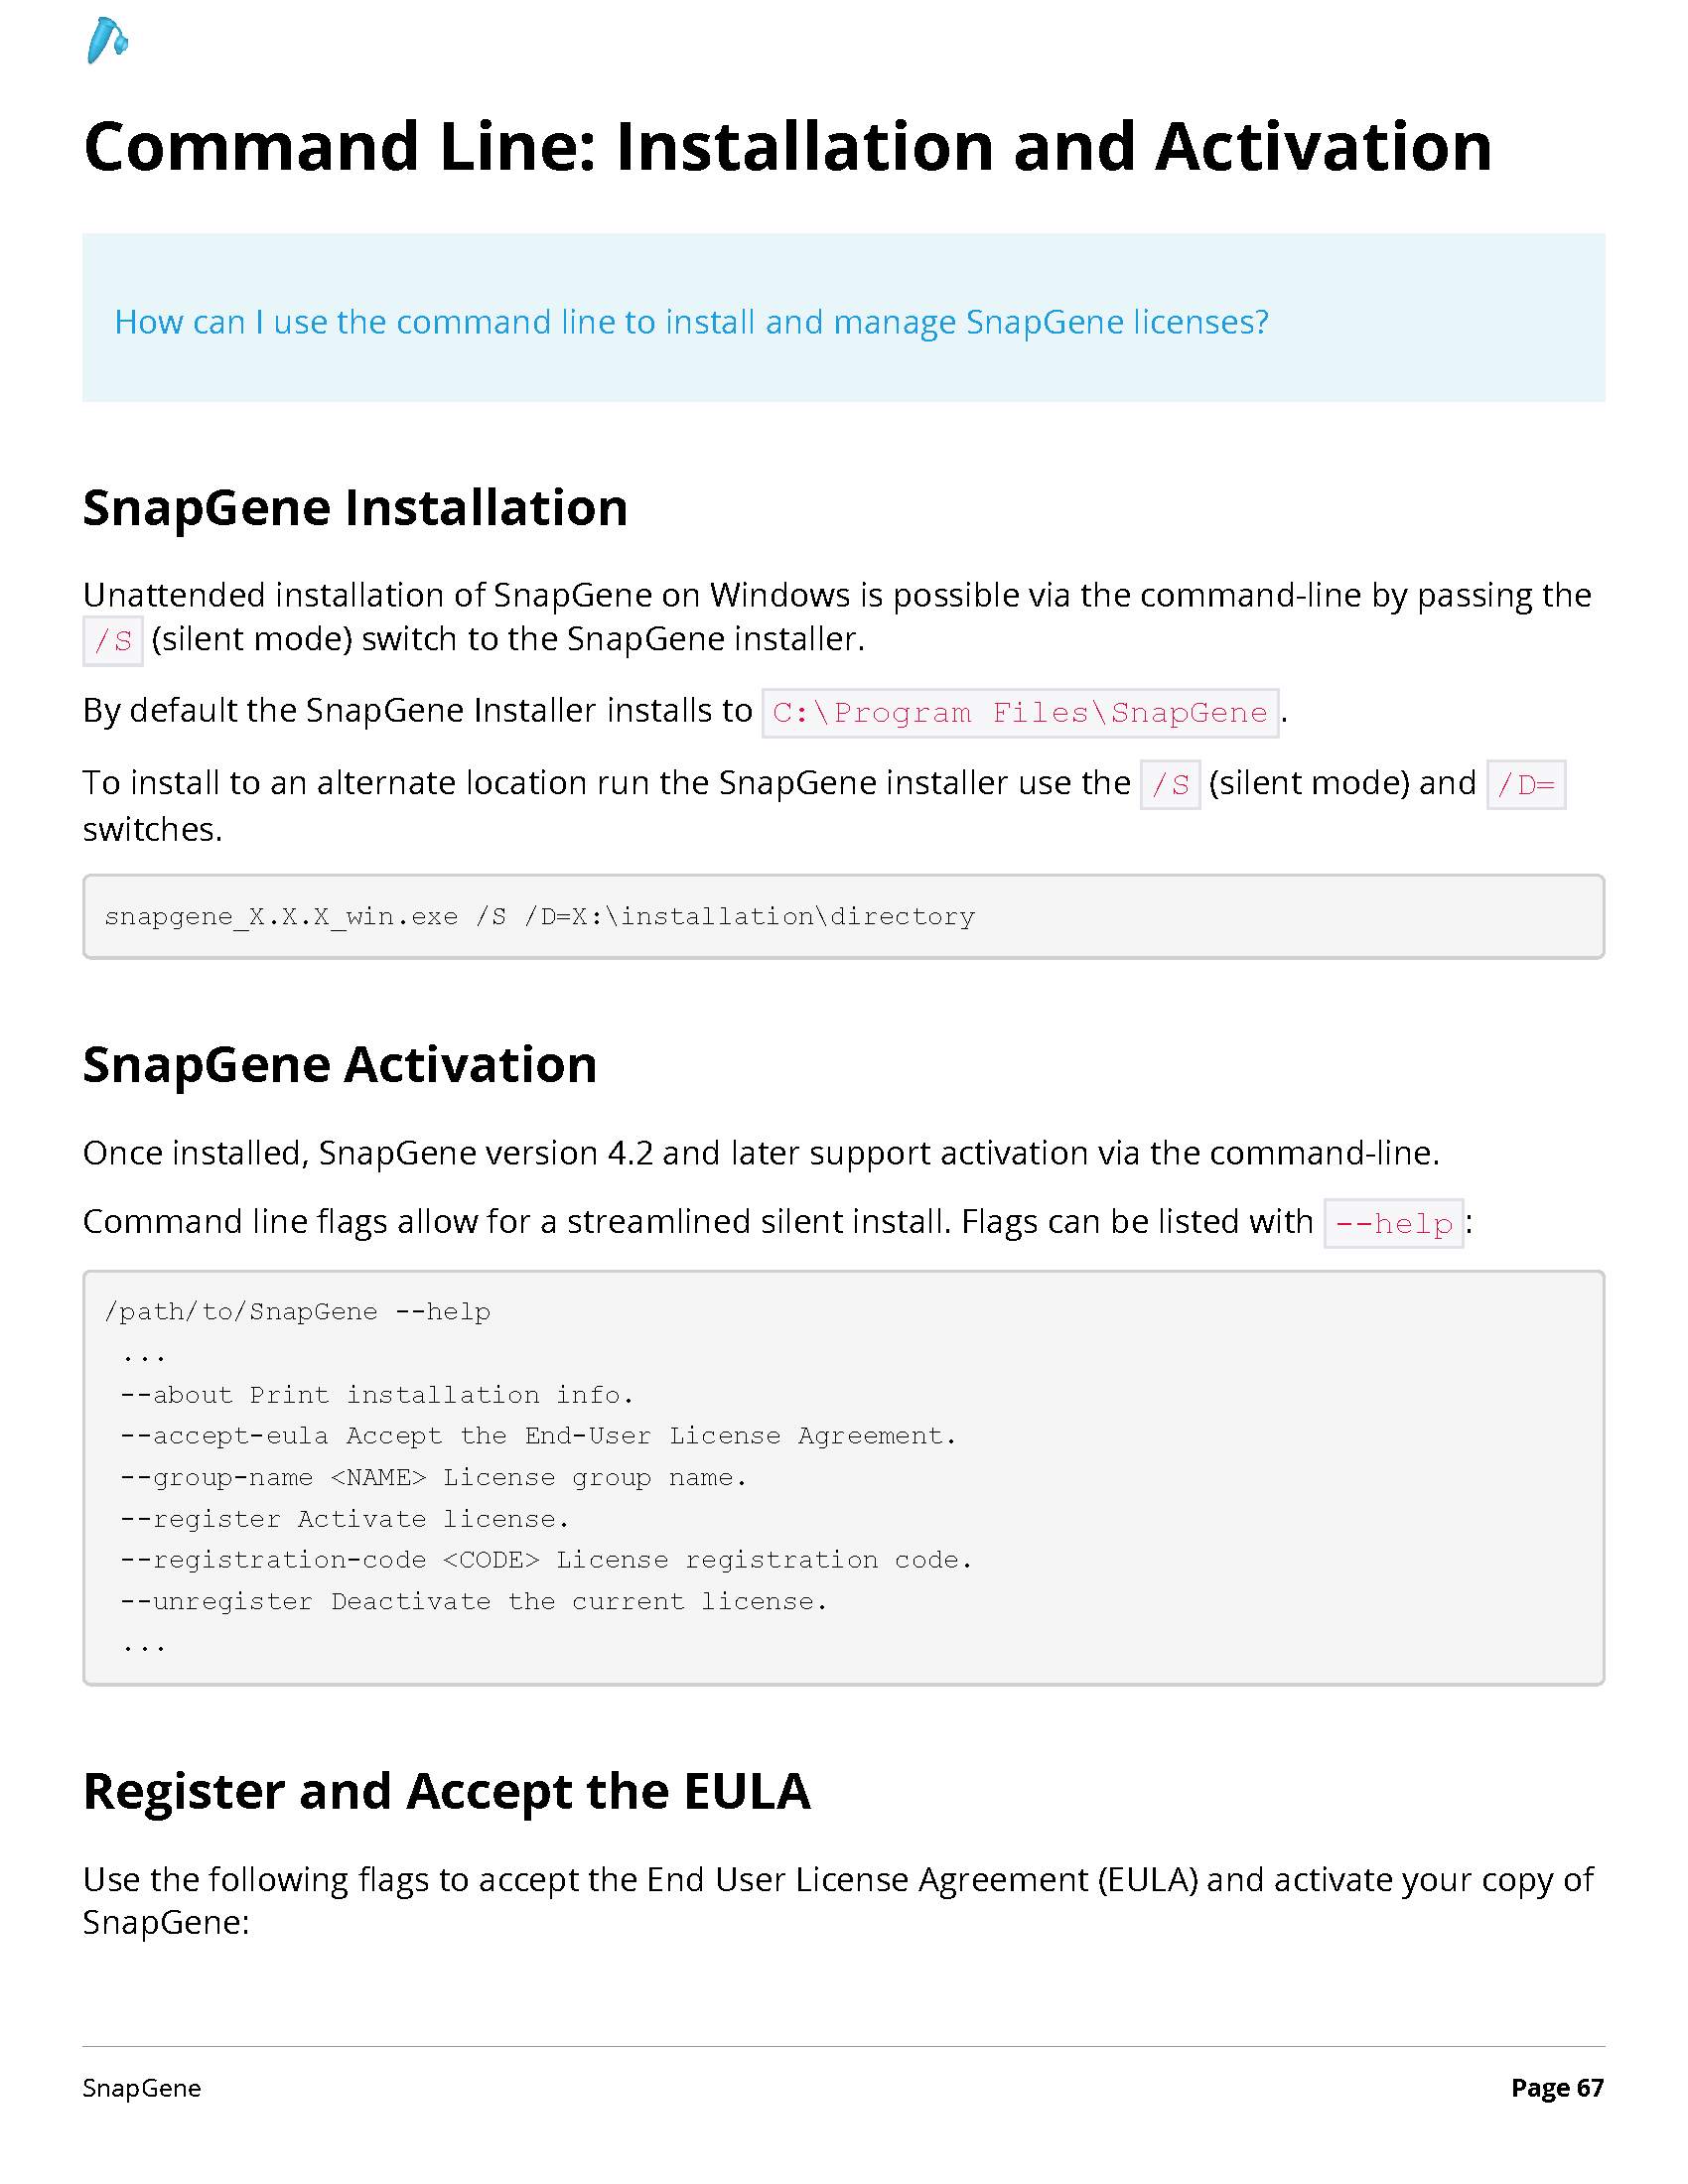 Command Line: Installation and Activation
How can I use the command line to install and manage SnapGene licenses?
SnapGene Installation
Unattended installation of SnapGene on Windows is possible via the command-line by passing the
/S (silent mode) switch to the SnapGene installer.
By default the SnapGene Installer installs to C:\Program Files\SnapGene.
To install to an alternate location run the SnapGene installer use the /S (silent mode) and /D=
switches.
snapgene_X.X.X_win.exe /S /D=X:\installation\directory
SnapGene Activation
Once installed, SnapGene version 4.2 and later support activation via the command-line.
Command line flags allow for a streamlined silent install. Flags can be listed with --help:
/path/to/SnapGene --help
...
--about Print installation info.
--accept-eula Accept the End-User License Agreement.
--group-name <NAME> License group name.
--register Activate license.
--registration-code <CODE> License registration code.
--unregister Deactivate the current license.
...
Register and Accept the EULA
Use the following flags to accept the End User License Agreement (EULA) and activate your copy of
SnapGene:
SnapGene Page 67